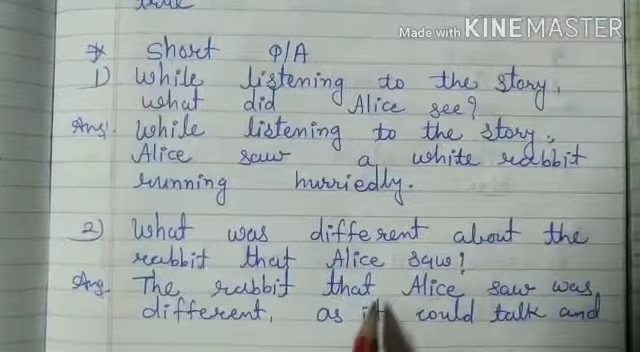 Made with KINEMASTER
* Short Q/A
1) While listening to the story,
what did Alice see?
Ans. While listening to the story,
Alice saw a white rabbit
running hurriedly.
2) What was different about the
rabbit that Alice saw?
Ans. The rabbit that Alice saw was
different, as it could talk and